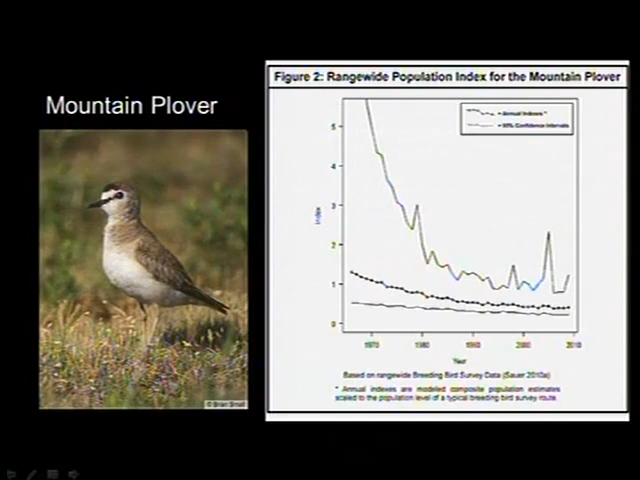 Mountain Plover
© Brian Small
Figure 2: Rangewide Population Index for the Mountain Plover
= Annual Indexes *
= 95% Confidence Intervals
Index
5
4
3
2
1
0
1970
1980
1990
2000
2010
Year
Based on rangewide Breeding Bird Survey Data (Sauer 2010a)
* Annual indexes are modeled composite population estimates
scaled to the population level of a typical breeding bird survey route.